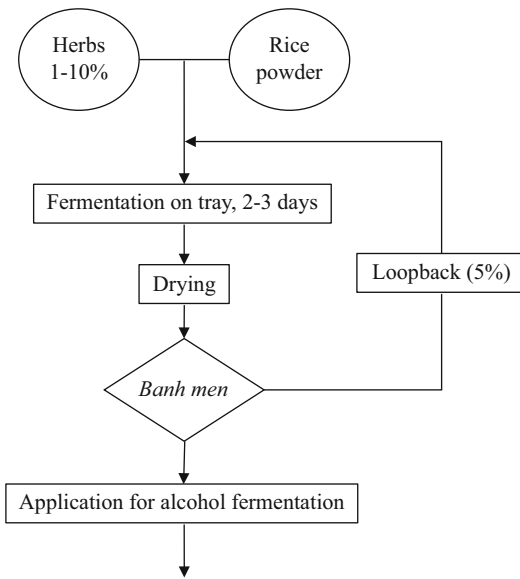 Herbs
1-10%
Rice
powder
Fermentation on tray, 2-3 days
Drying
Loopback (5%)
Banh men
Application for alcohol fermentation